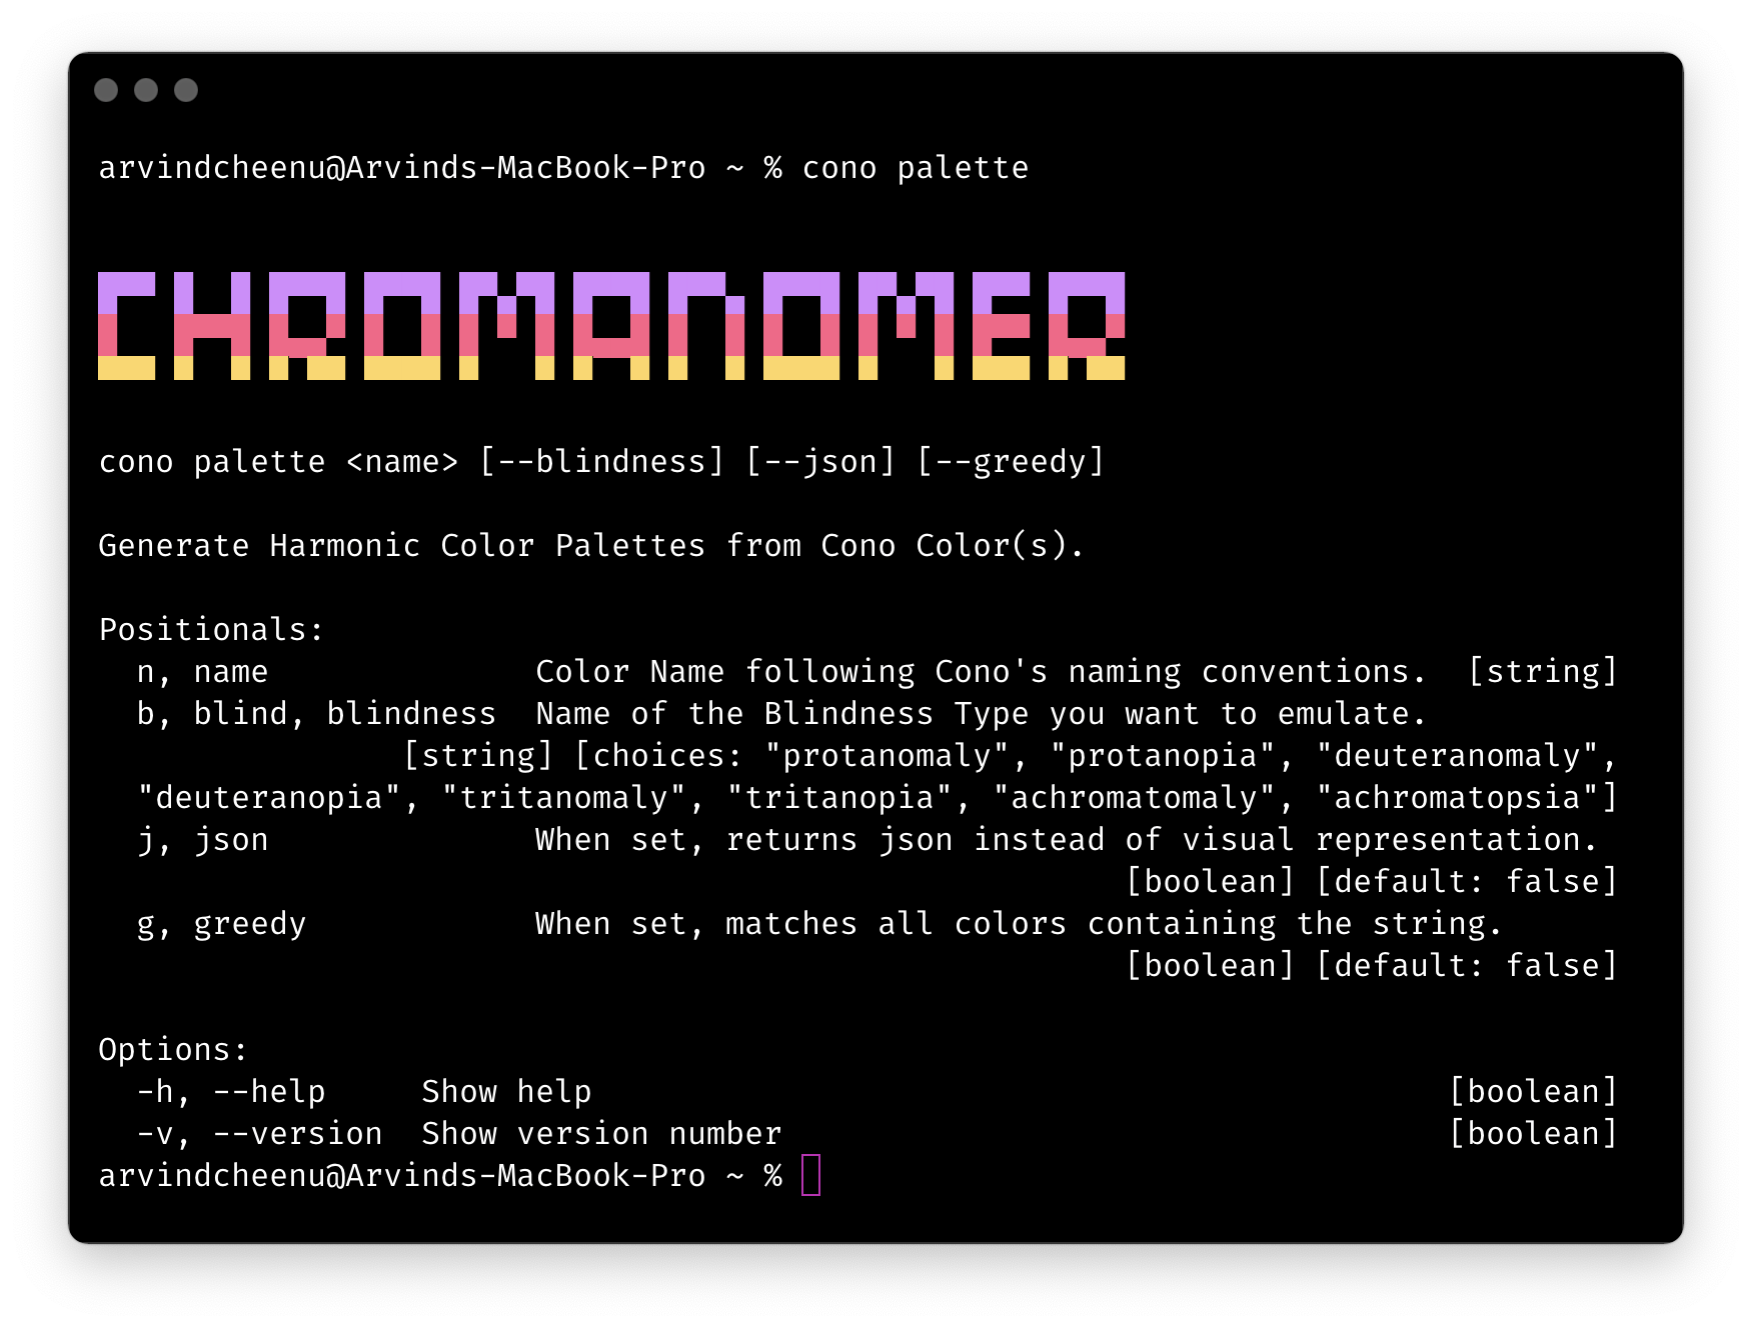 arvindcheenu@Arvinds-MacBook-Pro ~ % cono palette
CHROMANOMER
cono palette <name> [--blindness] [--json] [--greedy]
Generate Harmonic Color Palettes from Cono Color(s).
Positionals:
n, name Color Name following Cono's naming conventions. [string]
b, blind, blindness Name of the Blindness Type you want to emulate.
[string] [choices: "protanomaly", "protanopia", "deuteranomaly",
"deuteranopia", "tritanomaly", "tritanopia", "achromatomaly", "achromatopsia"]
j, json When set, returns json instead of visual representation.
[boolean] [default: false]
g, greedy When set, matches all colors containing the string.
[boolean] [default: false]
Options:
-h, --help Show help [boolean]
-v, --version Show version number [boolean]
arvindcheenu@Arvinds-MacBook-Pro ~ %